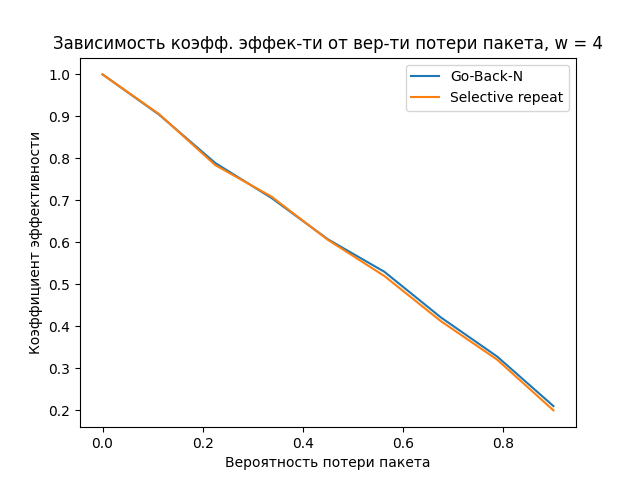 Зависимость коэфф. эффек-ти от вер-ти потери пакета, w = 4
Go-Back-N
Selective repeat
Коэффициент эффективности
1.0
0.9
0.8
0.7
0.6
0.5
0.4
0.3
0.2
0.0 0.2 0.4 0.6 0.8
Вероятность потери пакета